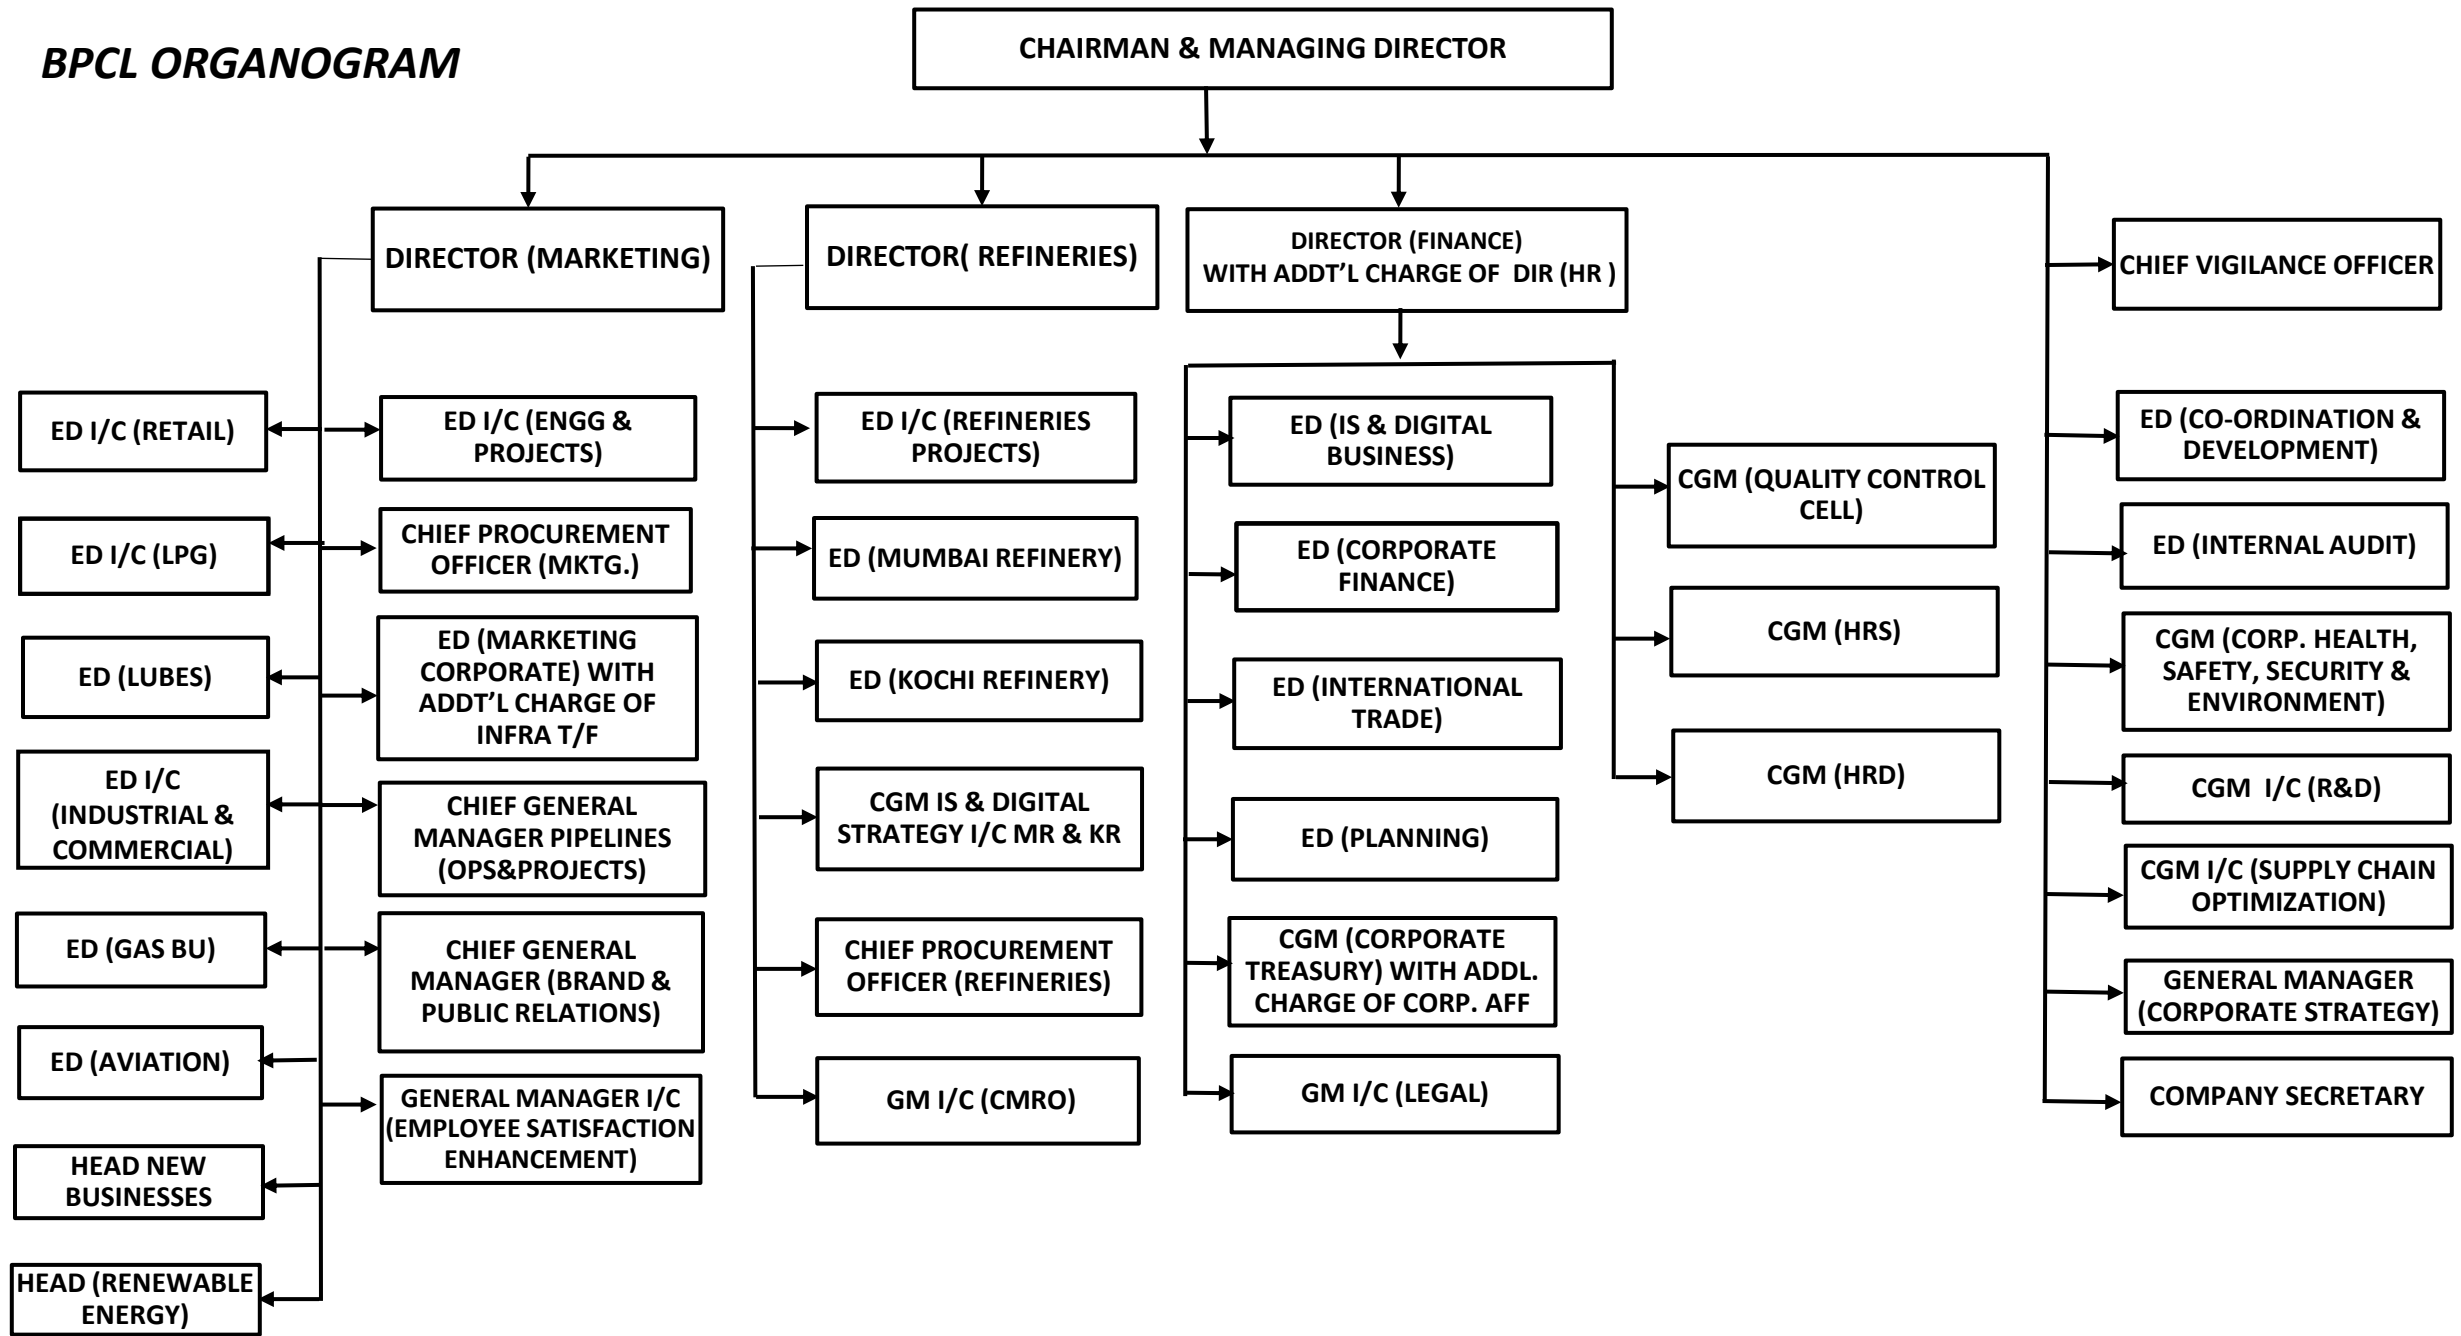 BPCL ORGANOGRAM
CHAIRMAN & MANAGING DIRECTOR
DIRECTOR (MARKETING)
ED I/C (RETAIL)
ED I/C (LPG)
ED (LUBES)
ED I/C
(INDUSTRIAL &
COMMERCIAL)
ED (GAS BU)
ED (AVIATION)
HEAD NEW
BUSINESSES
HEAD (RENEWABLE
ENERGY)
ED I/C (ENGG &
PROJECTS)
CHIEF PROCUREMENT
OFFICER (MKTG.)
ED (MARKETING
CORPORATE) WITH
ADDT’L CHARGE OF
INFRA T/F
CHIEF GENERAL
MANAGER PIPELINES
(OPS&PROJECTS)
CHIEF GENERAL
MANAGER (BRAND &
PUBLIC RELATIONS)
GENERAL MANAGER I/C
(EMPLOYEE SATISFACTION
ENHANCEMENT)
DIRECTOR( REFINERIES)
ED I/C (REFINERIES
PROJECTS)
ED (MUMBAI REFINERY)
ED (KOCHI REFINERY)
CGM IS & DIGITAL
STRATEGY I/C MR & KR
CHIEF PROCUREMENT
OFFICER (REFINERIES)
GM I/C (CMRO)
DIRECTOR (FINANCE)
WITH ADDT’L CHARGE OF  DIR (HR )
ED (IS & DIGITAL
BUSINESS)
ED (CORPORATE
FINANCE)
ED (INTERNATIONAL
TRADE)
ED (PLANNING)
CGM (CORPORATE
TREASURY) WITH ADDL.
CHARGE OF CORP. AFF
GM I/C (LEGAL)
CGM (QUALITY CONTROL
CELL)
CGM (HRS)
CGM (HRD)
CHIEF VIGILANCE OFFICER
ED (CO-ORDINATION &
DEVELOPMENT)
ED (INTERNAL AUDIT)
CGM (CORP. HEALTH,
SAFETY, SECURITY &
ENVIRONMENT)
CGM  I/C (R&D)
CGM I/C (SUPPLY CHAIN
OPTIMIZATION)
GENERAL MANAGER
(CORPORATE STRATEGY)
COMPANY SECRETARY